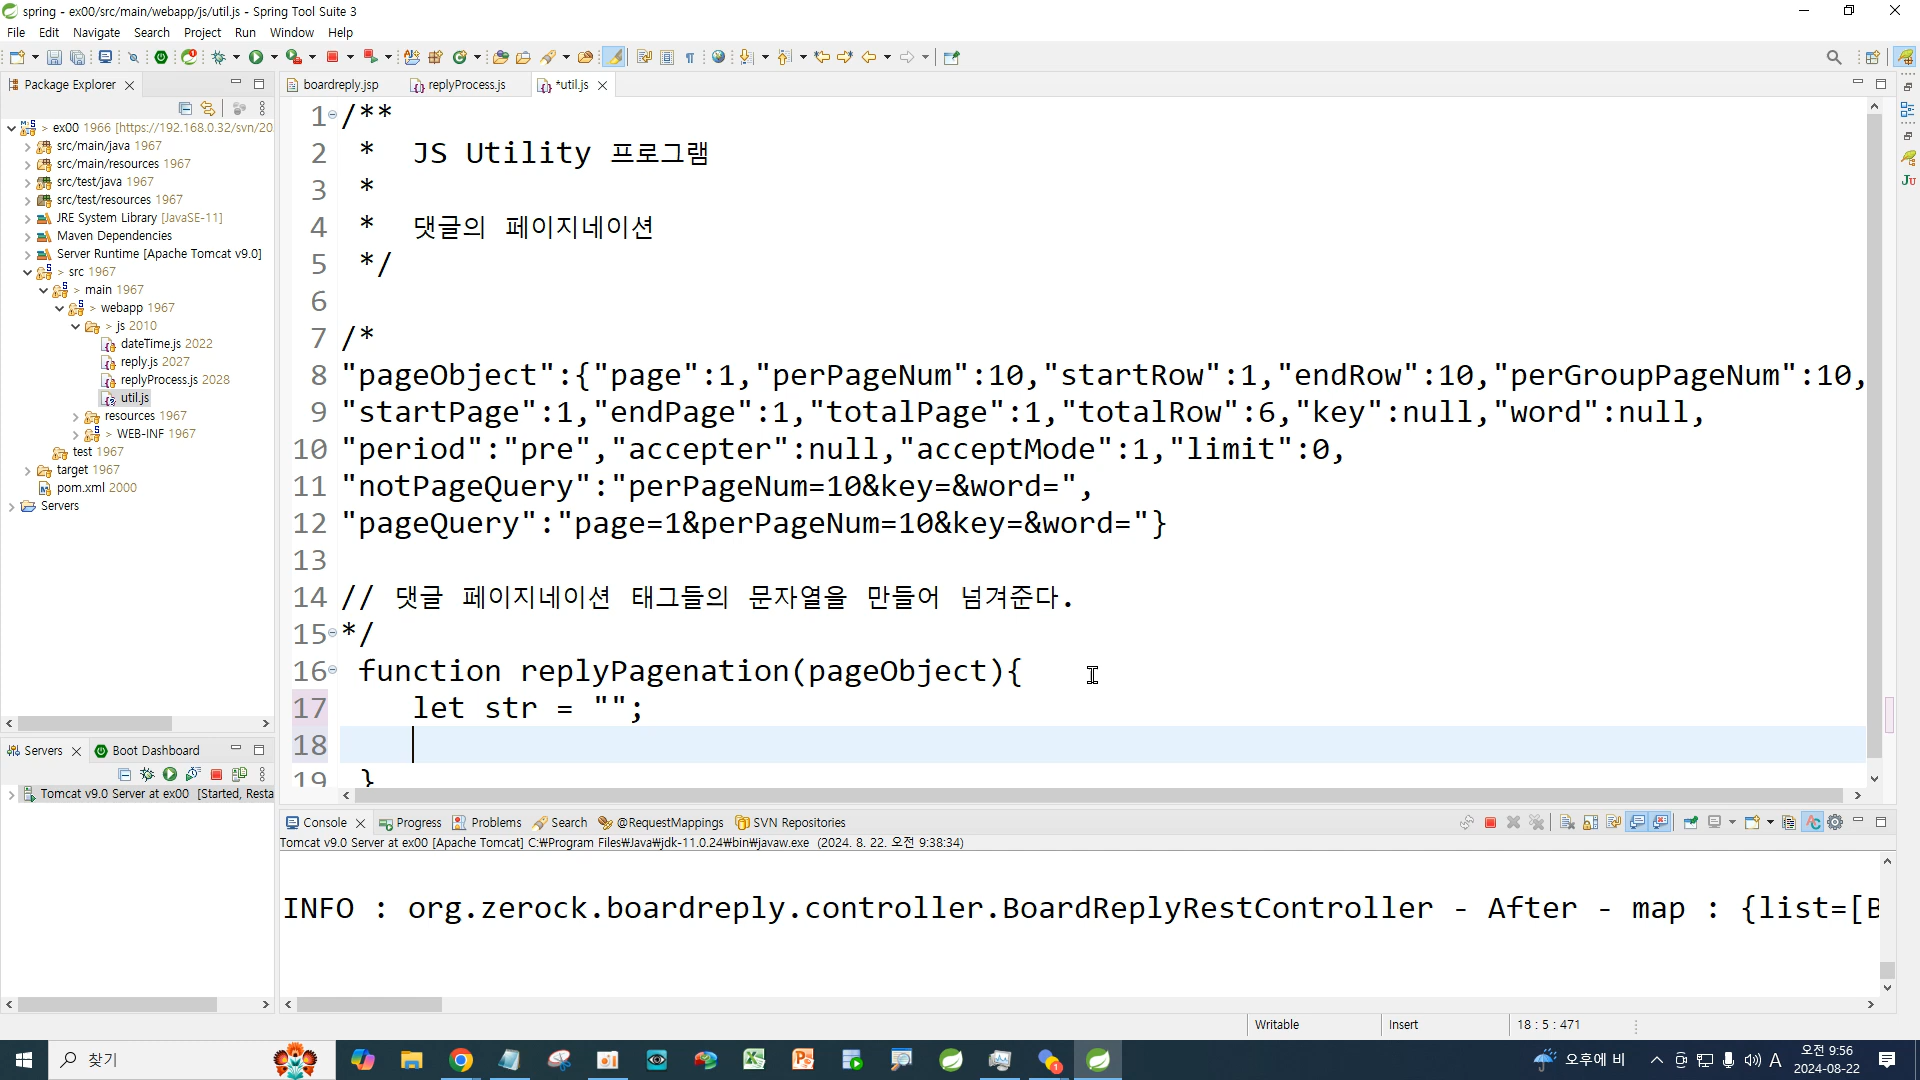 spring - ex00/src/main/webapp/js/util.js - Spring Tool Suite 3
File Edit Navigate Search Project Run Window Help
Package Explorer
boardreply.jsp replyProcess.js *util.js
ex00 1966 [https://192.168.0.32/svn/20
src/main/java 1967
src/main/resources 1967
src/test/java 1967
src/test/resources 1967
JRE System Library [JavaSE-11]
Maven Dependencies
Server Runtime [Apache Tomcat v9.0]
> src 1967
> main 1967
> webapp 1967
> js 2010
dateTime.js 2022
reply.js 2027
replyProcess.js 2028
util.js
resources 1967
> WEB-INF 1967
test 1967
target 1967
pom.xml 2000
Servers
1 /**
2 * JS Utility 프로그램
3 *
4 * 댓글의 페이지네이션
5 */
6
7 /*
8 "pageObject":{"page":1,"perPageNum":10,"startRow":1,"endRow":10,"perGroupPageNum":10,
9 "startPage":1,"endPage":1,"totalPage":1,"totalRow":6,"key":null,"word":null,
10 "period":"pre","accepter":null,"acceptMode":1,"limit":0,
11 "notPageQuery":"perPageNum=10&key=&word=",
12 "pageQuery":"page=1&perPageNum=10&key=&word="}
13
14 // 댓글 페이지네이션 태그들의 문자열을 만들어 넘겨준다.
15 */
16 function replyPagenation(pageObject){
17 let str = "";
18
19 }
Servers Boot Dashboard
Tomcat v9.0 Server at ex00 [Started, Resta
Console Progress Problems Search @RequestMappings SVN Repositories
Tomcat v9.0 Server at ex00 [Apache Tomcat] C:₩Program Files₩Java₩jdk-11.0.24₩bin₩javaw.exe (2024. 8. 22. 오전 9:38:34)
INFO : org.zerock.boardreply.controller.BoardReplyRestController - After - map : {list=[B
Writable Insert 18 : 5 : 471
찾기
오후에 비
A
오전 9:56
2024-08-22